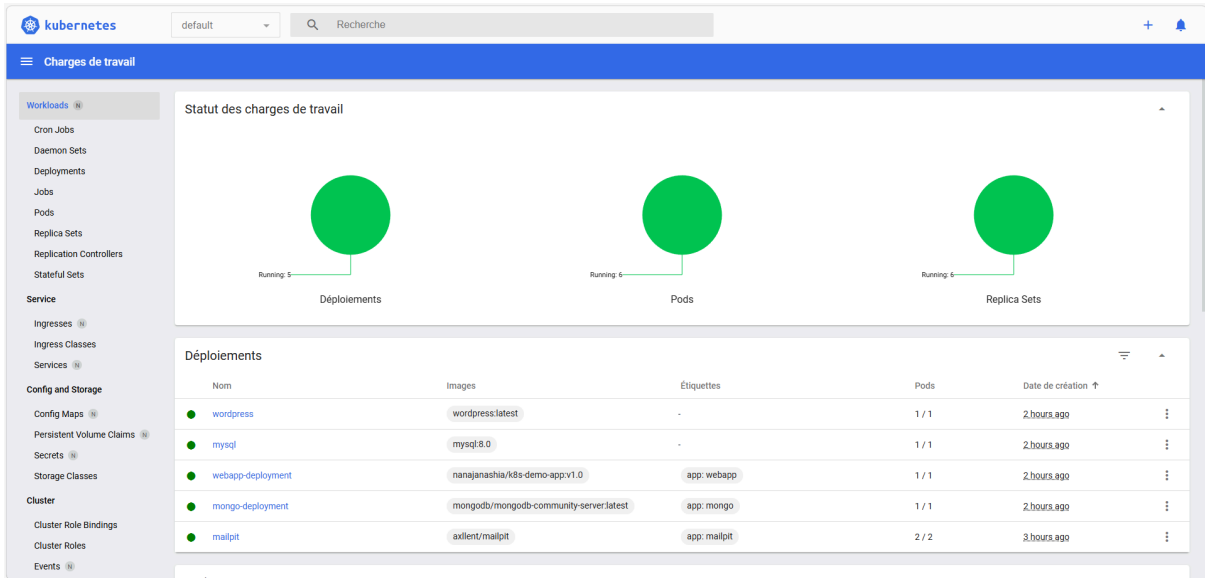 kubernetes
default
Recherche
Charges de travail
Workloads N
Cron Jobs
Daemon Sets
Deployments
Jobs
Pods
Replica Sets
Replication Controllers
Stateful Sets
Service
Ingresses N
Ingress Classes
Services N
Config and Storage
Config Maps N
Persistent Volume Claims N
Secrets N
Storage Classes
Cluster
Cluster Role Bindings
Cluster Roles
Events N
Statut des charges de travail
Running: 5
Déploiements
Running: 6
Pods
Running: 6
Replica Sets
Déploiements
Nom Images Étiquettes Pods Date de création
wordpress wordpress:latest - 1 / 1 2 hours ago
mysql mysql:8.0 - 1 / 1 2 hours ago
webapp-deployment nanajanashia/k8s-demo-app:v1.0 app: webapp 1 / 1 2 hours ago
mongo-deployment mongodb/mongodb-community-server:latest app: mongo 1 / 1 2 hours ago
mailpit axllent/mailpit app: mailpit 2 / 2 3 hours ago